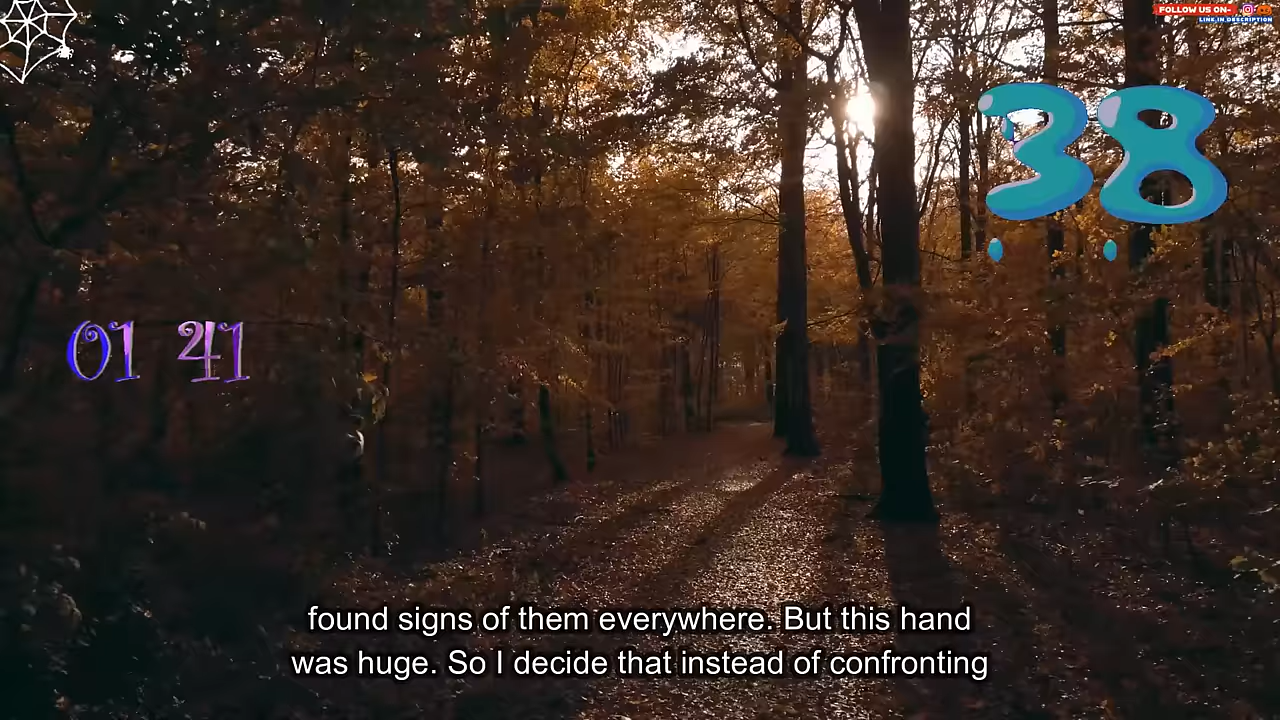 FOLLOW US ON-
LINK IN DESCRIPTION
38
01 41
found signs of them everywhere. But this hand
was huge. So I decide that instead of confronting